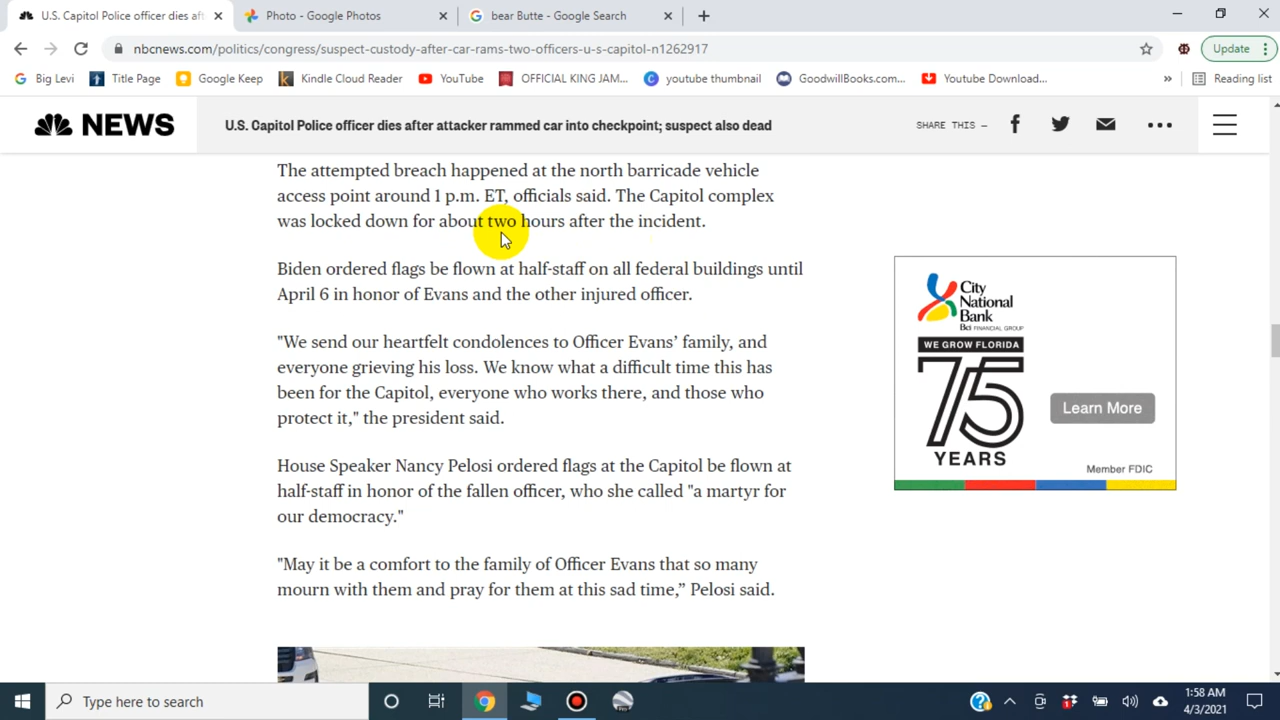 U.S. Capitol Police officer dies aft
Photo - Google Photos
bear Butte - Google Search
nbcnews.com/politics/congress/suspect-custody-after-car-rams-two-officers-u-s-capitol-n1262917
Update
Big Levi
Title Page
Google Keep
Kindle Cloud Reader
YouTube
OFFICIAL KING JAM...
youtube thumbnail
GoodwillBooks.com...
Youtube Download...
»
Reading list
NEWS
U.S. Capitol Police officer dies after attacker rammed car into checkpoint; suspect also dead
SHARE THIS —
The attempted breach happened at the north barricade vehicle
access point around 1 p.m. ET, officials said. The Capitol complex
was locked down for about two hours after the incident.
Biden ordered flags be flown at half-staff on all federal buildings until
April 6 in honor of Evans and the other injured officer.
"We send our heartfelt condolences to Officer Evans’ family, and
everyone grieving his loss. We know what a difficult time this has
been for the Capitol, everyone who works there, and those who
protect it," the president said.
House Speaker Nancy Pelosi ordered flags at the Capitol be flown at
half-staff in honor of the fallen officer, who she called "a martyr for
our democracy."
"May it be a comfort to the family of Officer Evans that so many
mourn with them and pray for them at this sad time,” Pelosi said.
City
National
Bank
Bci FINANCIAL GROUP
WE GROW FLORIDA
75
YEARS
Learn More
Member FDIC
Type here to search
1:58 AM
4/3/2021